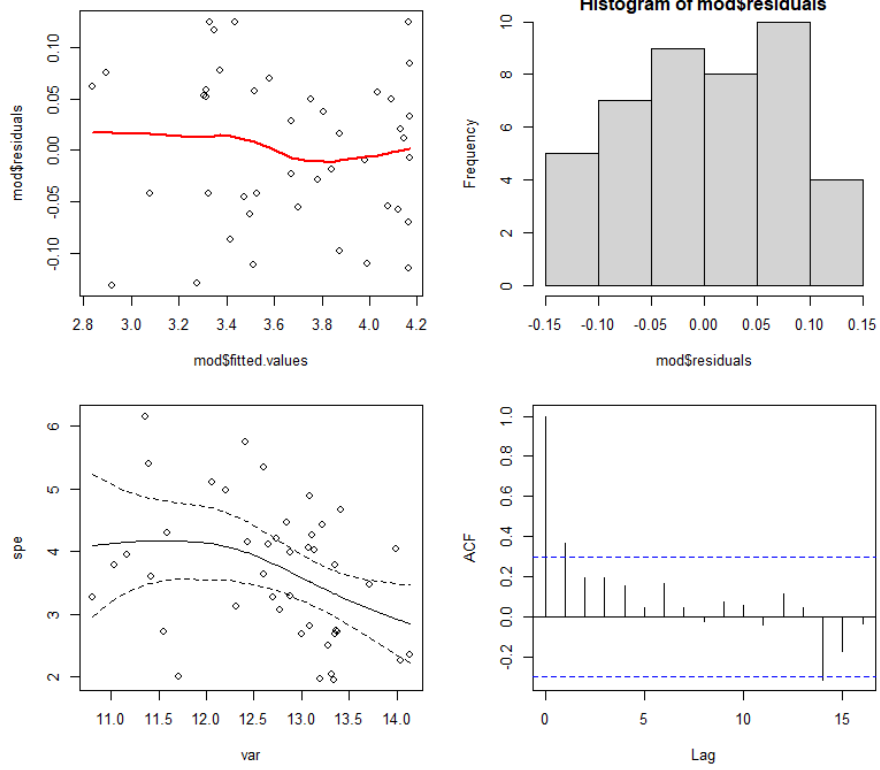 Histogram of mod$residuals
mod$residuals
0.10
0.05
0.00
-0.05
-0.10
2.8 3.0 3.2 3.4 3.6 3.8 4.0 4.2
mod$fitted.values
Frequency
10
8
6
4
2
0
-0.15 -0.10 -0.05 0.00 0.05 0.10 0.15
mod$residuals
spe
6
5
4
3
2
11.0 11.5 12.0 12.5 13.0 13.5 14.0
var
ACF
1.0
0.8
0.6
0.4
0.2
0.0
-0.2
0 5 10 15
Lag